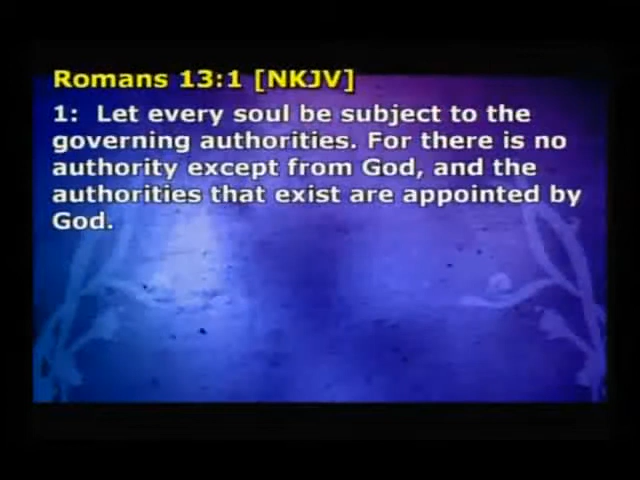 Romans 13:1 [NKJV]
1: Let every soul be subject to the
governing authorities. For there is no
authority except from God, and the
authorities that exist are appointed by
God.